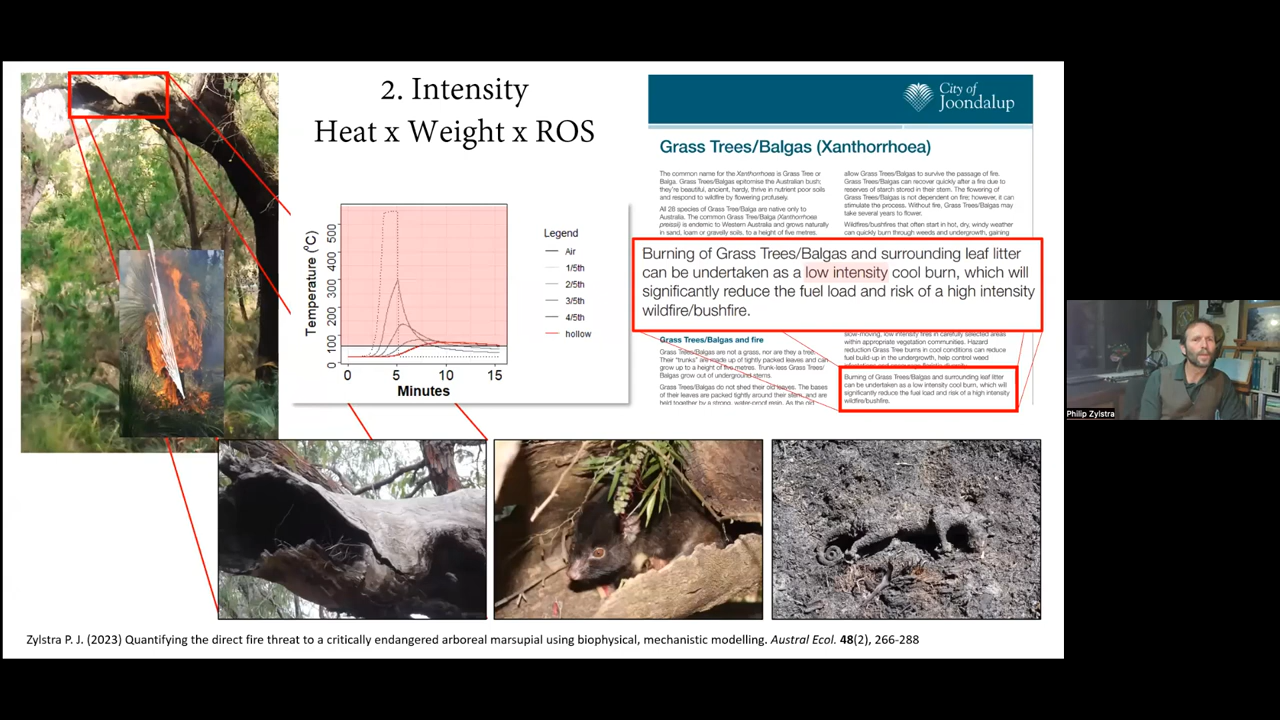 2. Intensity
Heat x Weight x ROS
Temperature (°C)
500
400
300
200
100
0
0
5
10
15
Minutes
Legend
Air
1/5th
2/5th
3/5th
4/5th
hollow
City of
Joondalup
Grass Trees/Balgas (Xanthorrhoea)
The common name for the Xanthorrhoea is Grass Tree or
Balga. Grass Trees/Balgas epitomise the Australian bush;
they're beautiful, ancient, hardy, thrive in nutrient poor soils
and respond to wildfire by flowering profusely.
All 28 species of Grass Tree/Balga are native only to
Australia. The common Grass Tree/Balga (Xanthorrhoea
preissii) is endemic to Western Australia and grows naturally
in sand, loam or gravelly soils, to a height of five metres.
allow Grass Trees/Balgas to survive the passage of fire.
Grass Trees/Balgas can recover quickly after a fire due to
reserves of starch stored in their stem. The flowering of
Grass Trees/Balgas is not dependent on fire; however, it can
stimulate the process. Without fire, Grass Trees/Balgas may
take several years to flower.
Wildfires/bushfires that often start in hot, dry, windy weather
can quickly burn through weeds and undergrowth, gaining
Burning of Grass Trees/Balgas and surrounding leaf litter
can be undertaken as a low intensity cool burn, which will
significantly reduce the fuel load and risk of a high intensity
wildfire/bushfire.
Grass Trees/Balgas and fire
Grass Trees/Balgas are not a grass, nor are they a tree.
Their "trunks" are made up of tightly packed leaves and can
grow up to a height of five metres. Trunk-less Grass Trees/
Balgas grow out of underground stems.
Grass Trees/Balgas do not shed their old leaves. The bases
of their leaves are packed tightly around their stem, and are
held together by a strong, water-proof resin. As the old
slow-moving, low intensity fires in carefully selected areas
within appropriate vegetation communities. Hazard
reduction Grass Tree burns in cool conditions can reduce
fuel build-up in the undergrowth, help control weed
Burning of Grass Trees/Balgas and surrounding leaf litter
can be undertaken as a low intensity cool burn, which will
significantly reduce the fuel load and risk of a high intensity
wildfire/bushfire.
Philip Zylstra
Zylstra P. J. (2023) Quantifying the direct fire threat to a critically endangered arboreal marsupial using biophysical, mechanistic modelling. Austral Ecol. 48(2), 266-288